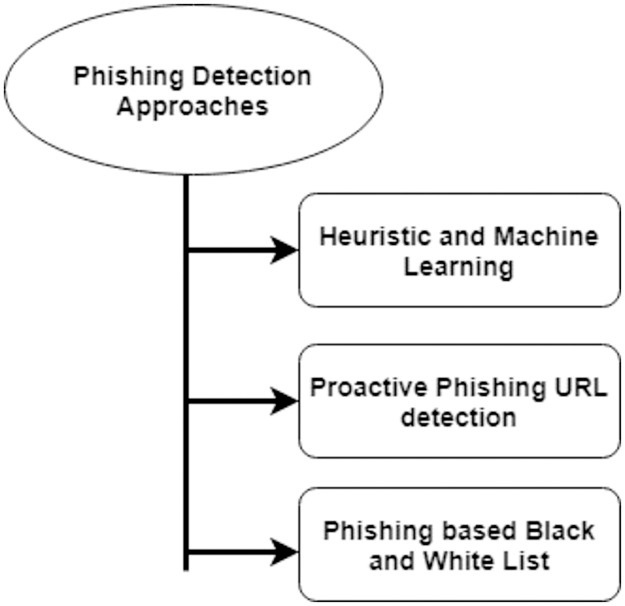 Phishing Detection
Approaches
Heuristic and Machine
Learning
Proactive Phishing URL
detection
Phishing based Black
and White List